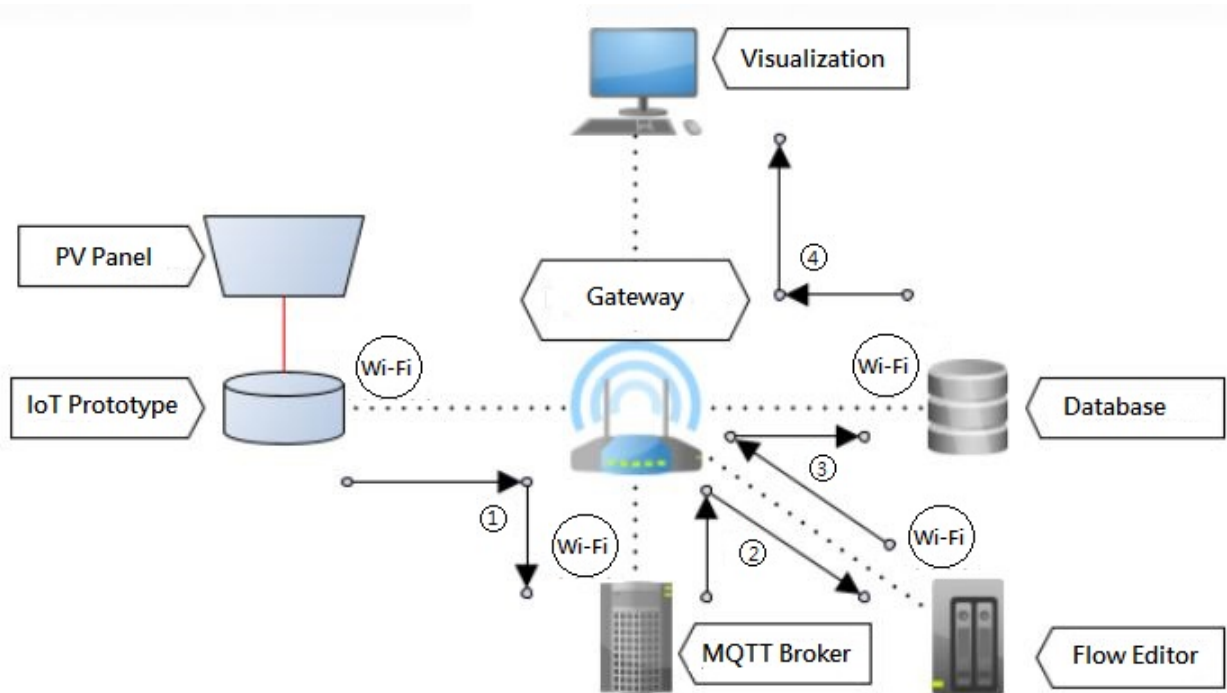 Visualization
PV Panel
Gateway
④
Wi-Fi
Wi-Fi
IoT Prototype
Database
③
①
②
Wi-Fi
Wi-Fi
MQTT Broker
Flow Editor